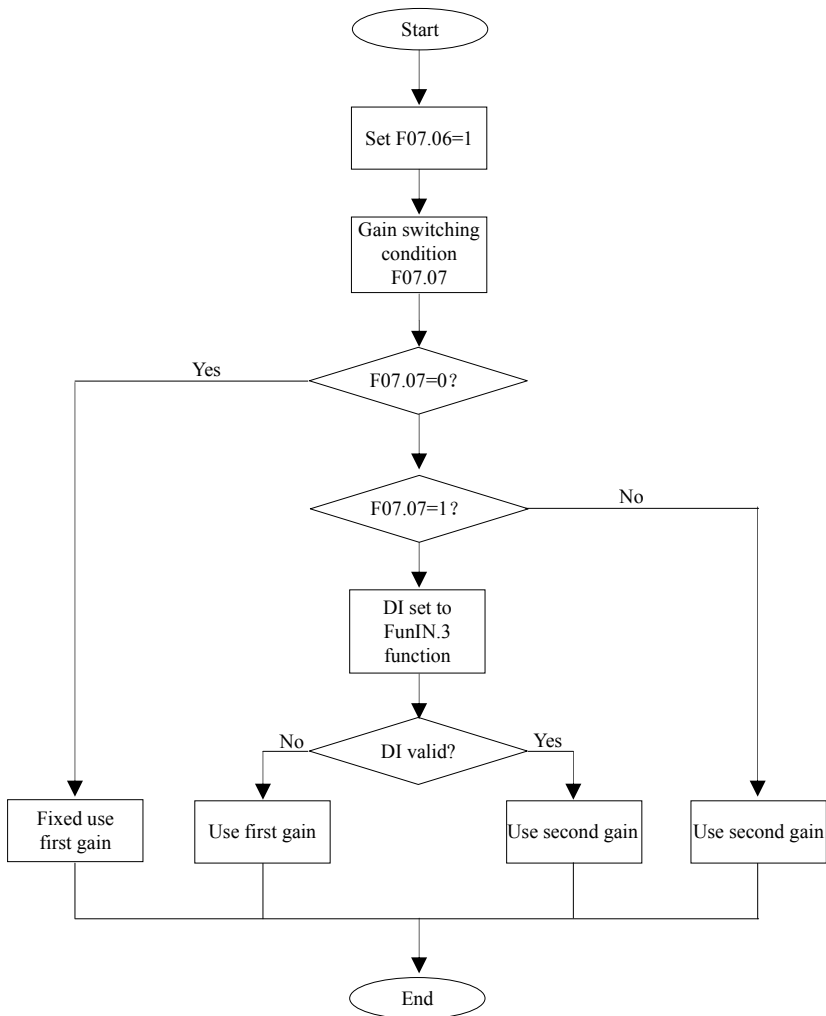 Start
Set F07.06=1
Gain switching
condition
F07.07
Yes
F07.07=0?
F07.07=1?
No
DI set to
FunIN.3
function
No
DI valid?
Yes
Fixed use
first gain
Use first gain
Use second gain
Use second gain
End